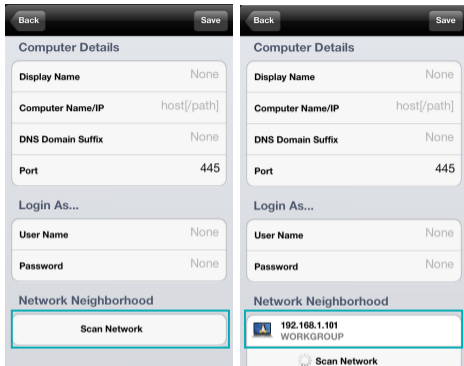 Back Save
Computer Details
Display Name None
Computer Name/IP host[/path]
DNS Domain Suffix None
Port 445
Login As...
User Name None
Password None
Network Neighborhood
Scan Network
Back Save
Computer Details
Display Name None
Computer Name/IP host[/path]
DNS Domain Suffix None
Port 445
Login As...
User Name None
Password None
Network Neighborhood
192.168.1.101
WORKGROUP
Scan Network